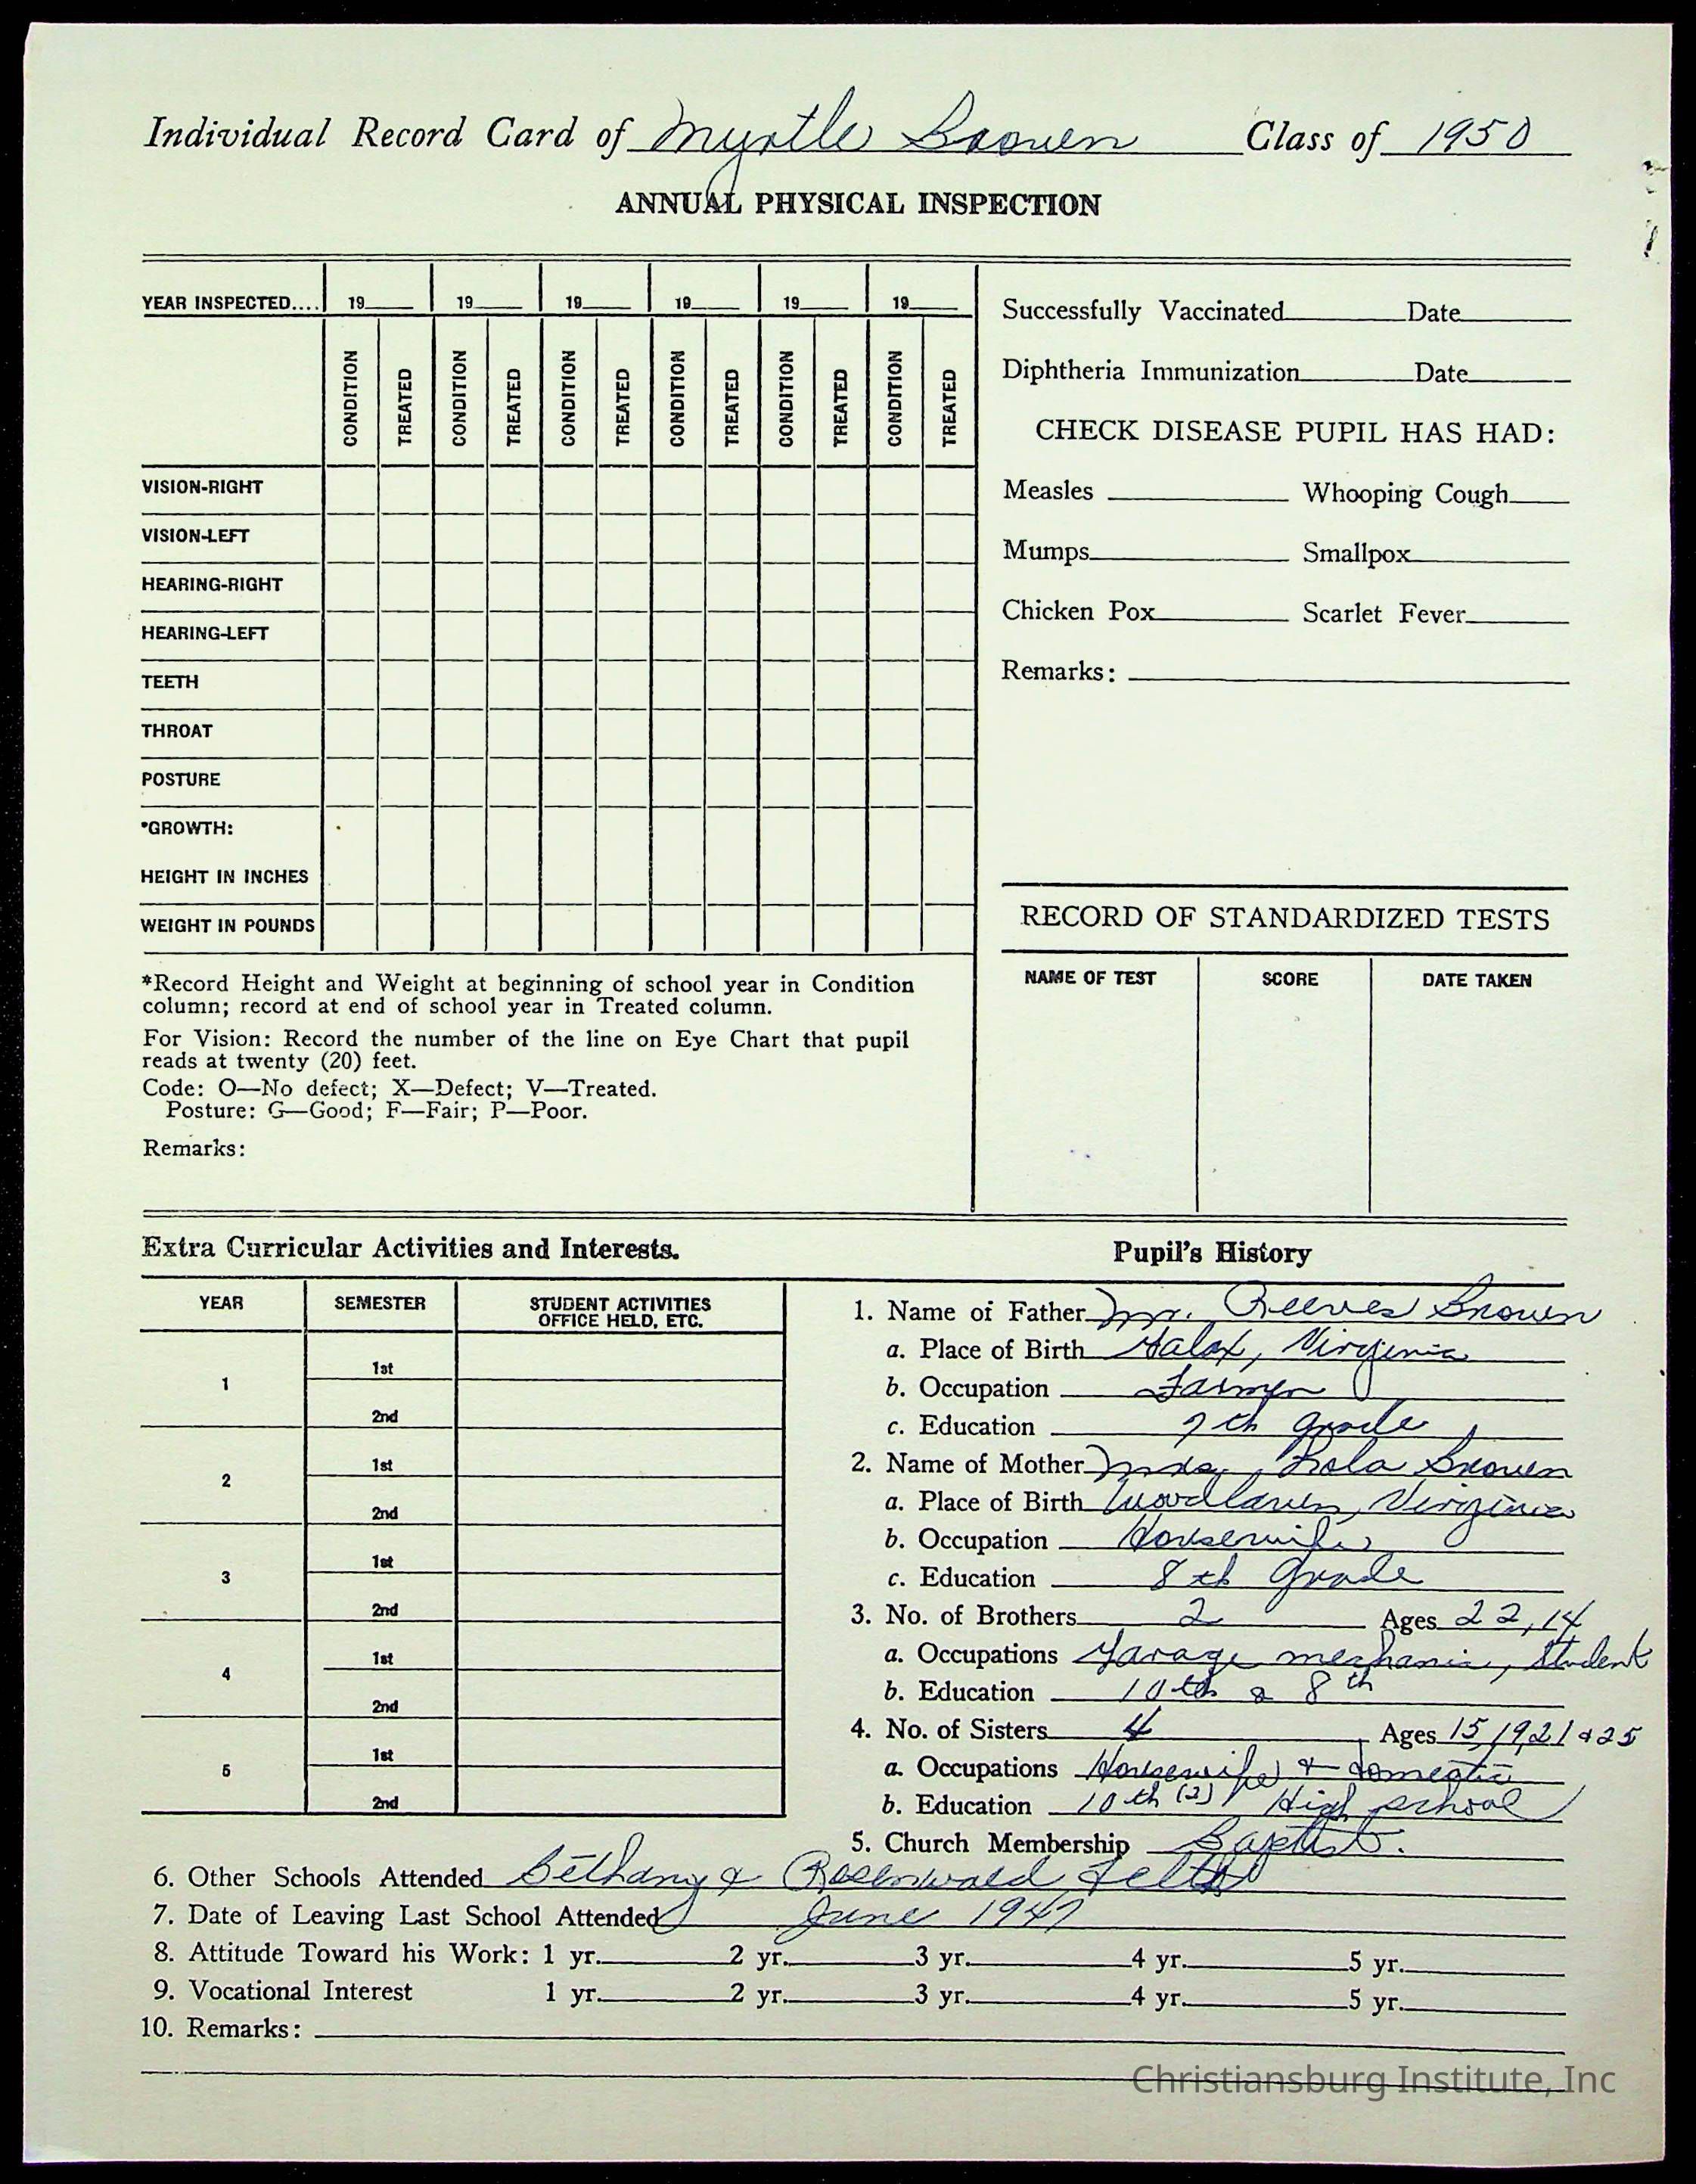 Individual Record Card of Myrtle Brown Class of 1950
ANNUAL PHYSICAL INSPECTION
YEAR INSPECTED.... 19 19 19 19 19 19
CONDITION TREATED CONDITION TREATED CONDITION TREATED CONDITION TREATED CONDITION TREATED CONDITION TREATED
VISION-RIGHT
VISION-LEFT
HEARING-RIGHT
HEARING-LEFT
TEETH
THROAT
POSTURE
*GROWTH:
HEIGHT IN INCHES
WEIGHT IN POUNDS
*Record Height and Weight at beginning of school year in Condition
column; record at end of school year in Treated column.
For Vision: Record the number of the line on Eye Chart that pupil
reads at twenty (20) feet.
Code: O—No defect; X—Defect; V—Treated.
Posture: G—Good; F—Fair; P—Poor.
Remarks:
Successfully Vaccinated Date
Diphtheria Immunization Date
CHECK DISEASE PUPIL HAS HAD:
Measles Whooping Cough
Mumps Smallpox
Chicken Pox Scarlet Fever
Remarks:
RECORD OF STANDARDIZED TESTS
NAME OF TEST SCORE DATE TAKEN
Extra Curricular Activities and Interests.
YEAR SEMESTER STUDENT ACTIVITIES
OFFICE HELD, ETC.
1st
1
2nd
1st
2
2nd
1st
3
2nd
1st
4
2nd
1st
5
2nd
Pupil's History
1. Name of Father Mr. Reeves Brown
a. Place of Birth Galax, Virginia
b. Occupation Farmer
c. Education 7th grade
2. Name of Mother Mrs. Brown
a. Place of Birth Woodlawn, Virginia
b. Occupation Housewife
c. Education 8th Grade
3. No. of Brothers 2 Ages 22, 14
a. Occupations Garage mechanic, Student
b. Education 10th & 8th
4. No. of Sisters 4 Ages 15, 19, 21 & 25
a. Occupations Housewife & domestic
b. Education 10th (2) High school
5. Church Membership Baptist.
6. Other Schools Attended Bethany & Rosenwald Felts
7. Date of Leaving Last School Attended June 1947
8. Attitude Toward his Work: 1 yr. 2 yr. 3 yr. 4 yr. 5 yr.
9. Vocational Interest 1 yr. 2 yr. 3 yr. 4 yr. 5 yr.
10. Remarks:
Christiansburg Institute, Inc